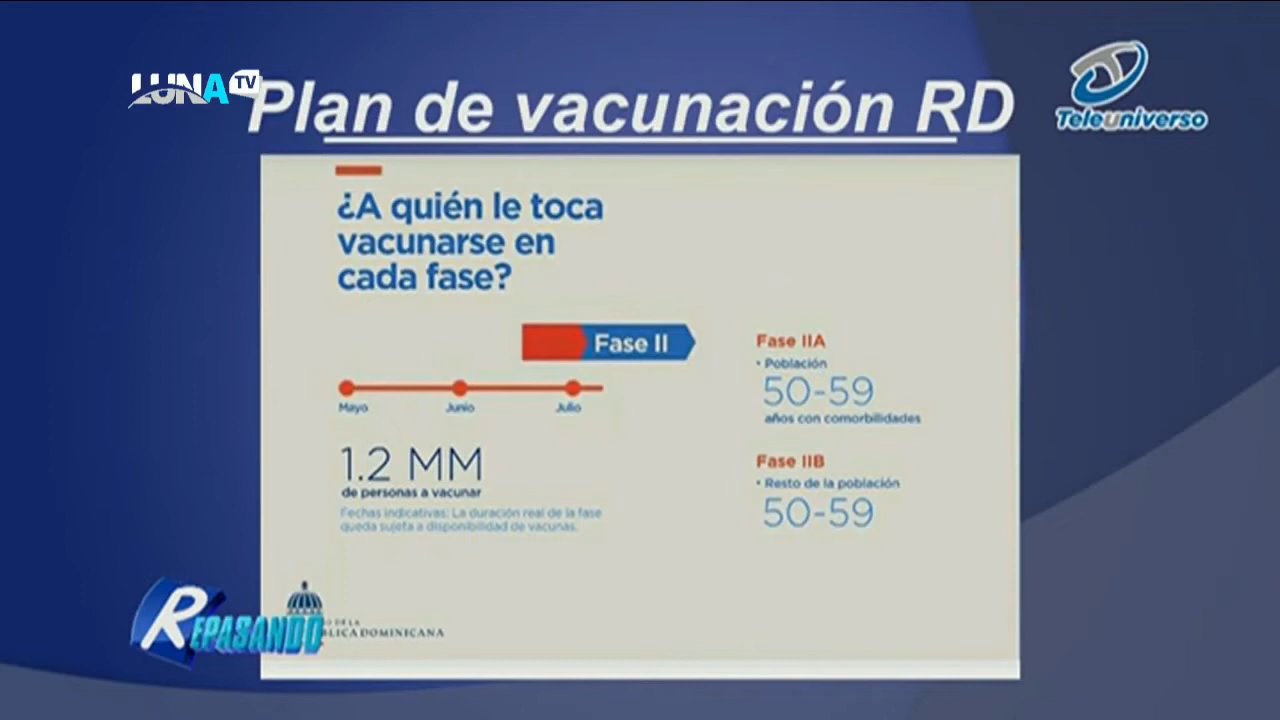 LUNA TV
Plan de vacunación RD
Teleuniverso
¿A quién le toca
vacunarse en
cada fase?
Fase II
Mayo Junio Julio
1.2 MM
de personas a vacunar
Fechas indicativas: La duración real de la fase
queda sujeta a disponibilidad de vacunas.
Fase IIA
• Población
50-59
años con comorbilidades
Fase IIB
• Resto de la población
50-59
REPASANDO
O DE LA
BLICA DOMINICANA